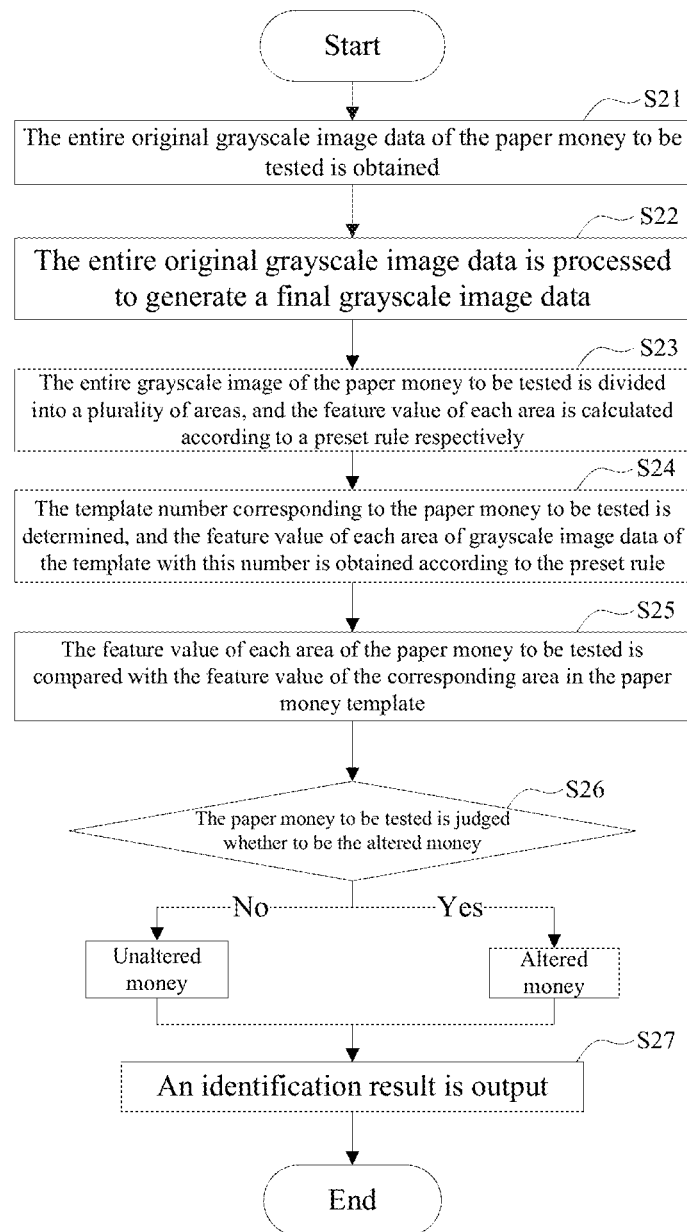 Start
S21
The entire original grayscale image data of the paper money to be
tested is obtained
S22
The entire original grayscale image data is processed
to generate a final grayscale image data
S23
The entire grayscale image of the paper money to be tested is divided
into a plurality of areas, and the feature value of each area is calculated
according to a preset rule respectively
S24
The template number corresponding to the paper money to be tested is
determined, and the feature value of each area of grayscale image data of
the template with this number is obtained according to the preset rule
S25
The feature value of each area of the paper money to be tested is
compared with the feature value of the corresponding area in the paper
money template
S26
The paper money to be tested is judged
whether to be the altered money
No
Yes
Unaltered
money
Altered
money
S27
An identification result is output
End